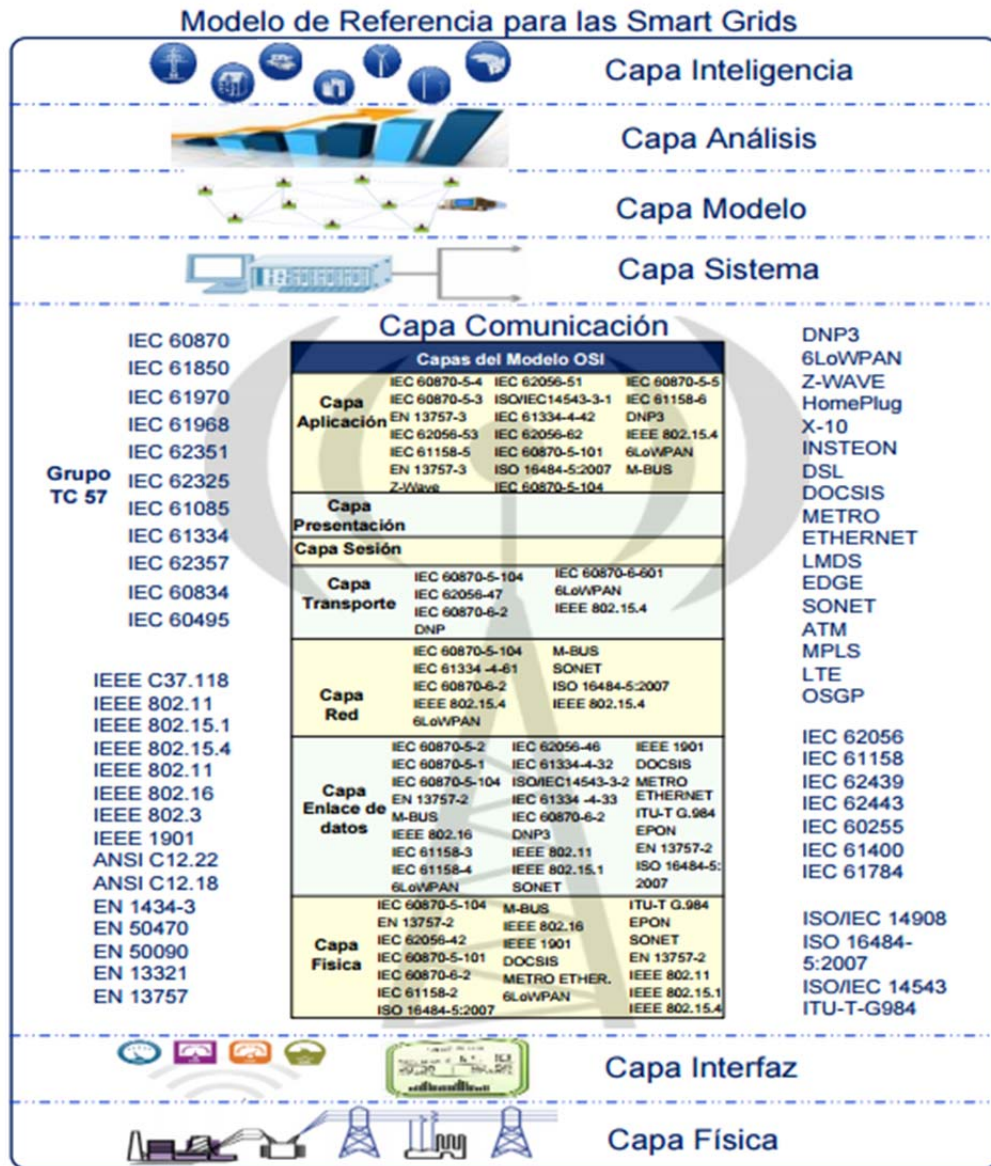 Modelo de Referencia para las Smart Grids
Capa Inteligencia
Capa Análisis
Capa Modelo
Capa Sistema
Capa Comunicación
Grupo
TC 57
IEC 60870
IEC 61850
IEC 61970
IEC 61968
IEC 62351
IEC 62325
IEC 61085
IEC 61334
IEC 62357
IEC 60834
IEC 60495
IEEE C37.118
IEEE 802.11
IEEE 802.15.1
IEEE 802.15.4
IEEE 802.11
IEEE 802.16
IEEE 802.3
IEEE 1901
ANSI C12.22
ANSI C12.18
EN 1434-3
EN 50470
EN 50090
EN 13321
EN 13757
Capas del Modelo OSI
Capa
Aplicación
IEC 60870-5-4
IEC 60870-5-3
EN 13757-3
IEC 62056-53
IEC 61158-5
EN 13757-3
Z-Wave
IEC 62056-51
ISO/IEC14543-3-1
IEC 61334-4-42
IEC 62056-62
IEC 60870-5-101
ISO 16484-5:2007
IEC 60870-5-104
IEC 60870-5-5
IEC 61158-6
DNP3
IEEE 802.15.4
6LoWPAN
M-BUS
Capa
Presentación
Capa Sesión
Capa
Transporte
IEC 60870-5-104
IEC 62056-47
IEC 60870-6-2
DNP
IEC 60870-6-601
6LoWPAN
IEEE 802.15.4
Capa
Red
IEC 60870-5-104
IEC 61334 -4-61
IEC 60870-6-2
IEEE 802.15.4
6LoWPAN
M-BUS
SONET
ISO 16484-5:2007
IEEE 802.15.4
Capa
Enlace de
datos
IEC 60870-5-2
IEC 60870-5-1
IEC 60870-5-104
EN 13757-2
M-BUS
IEEE 802.16
IEC 61158-3
IEC 61158-4
6LoWPAN
IEC 62056-46
IEC 61334-4-32
ISO/IEC14543-3-2
IEC 61334 -4-33
IEC 60870-6-2
DNP3
IEEE 802.11
IEEE 802.15.1
SONET
IEEE 1901
DOCSIS
METRO
ETHERNET
ITU-T G.984
EPON
EN 13757-2
ISO 16484-5:
2007
Capa
Física
IEC 60870-5-104
EN 13757-2
IEC 62056-42
IEC 60870-5-101
IEC 60870-6-2
IEC 61158-2
ISO 16484-5:2007
M-BUS
IEEE 802.16
IEEE 1901
DOCSIS
METRO ETHER.
6LoWPAN
ITU-T G.984
EPON
SONET
EN 13757-2
IEEE 802.11
IEEE 802.15.1
IEEE 802.15.4
DNP3
6LoWPAN
Z-WAVE
HomePlug
X-10
INSTEON
DSL
DOCSIS
METRO
ETHERNET
LMDS
EDGE
SONET
ATM
MPLS
LTE
OSGP
IEC 62056
IEC 61158
IEC 62439
IEC 62443
IEC 60255
IEC 61400
IEC 61784
ISO/IEC 14908
ISO 16484-
5:2007
ISO/IEC 14543
ITU-T-G984
Capa Interfaz
Capa Física